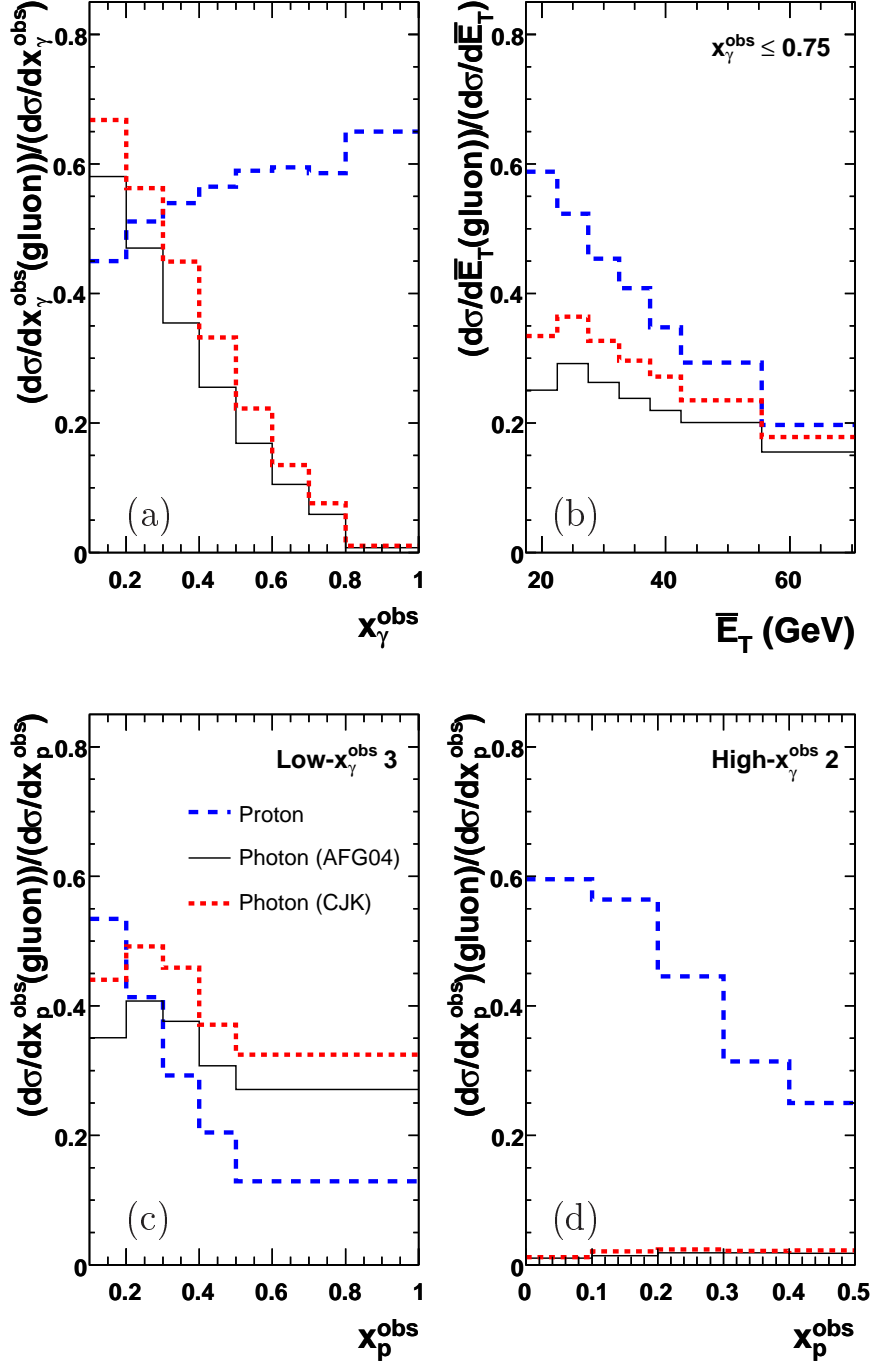 (dσ/dx_γ^obs(gluon))/(dσ/dx_γ^obs)
0.8
0.6
0.4
0.2
0
(a)
0.2 0.4 0.6 0.8 1
x_γ^obs
(dσ/dE̅_T(gluon))/(dσ/dE̅_T)
0.8
0.6
0.4
0.2
0
x_γ^obs ≤ 0.75
(b)
20 40 60
E̅_T (GeV)
(dσ/dx_p^obs(gluon))/(dσ/dx_p^obs)
0.8
0.6
0.4
0.2
0
Low-x_γ^obs 3
Proton
Photon (AFG04)
Photon (CJK)
(c)
0.2 0.4 0.6 0.8 1
x_p^obs
(dσ/dx_p^obs)(gluon)/(dσ/dx_p^obs)
0.8
0.6
0.4
0.2
0
High-x_γ^obs 2
(d)
0 0.1 0.2 0.3 0.4 0.5
x_p^obs